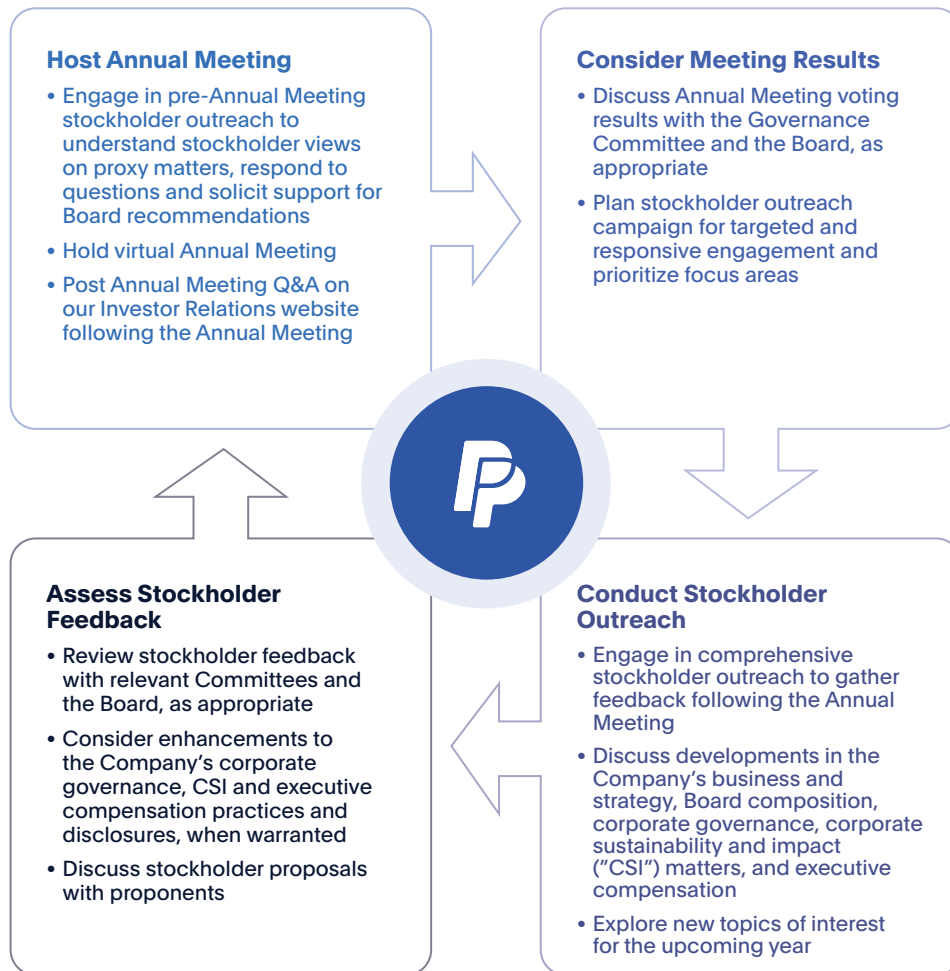 Host Annual Meeting
• Engage in pre-Annual Meeting
stockholder outreach to
understand stockholder views
on proxy matters, respond to
questions and solicit support for
Board recommendations
• Hold virtual Annual Meeting
• Post Annual Meeting Q&A on
our Investor Relations website
following the Annual Meeting
Consider Meeting Results
• Discuss Annual Meeting voting
results with the Governance
Committee and the Board, as
appropriate
• Plan stockholder outreach
campaign for targeted and
responsive engagement and
prioritize focus areas
Assess Stockholder
Feedback
• Review stockholder feedback
with relevant Committees and
the Board, as appropriate
• Consider enhancements to
the Company’s corporate
governance, CSI and executive
compensation practices and
disclosures, when warranted
• Discuss stockholder proposals
with proponents
Conduct Stockholder
Outreach
• Engage in comprehensive
stockholder outreach to gather
feedback following the Annual
Meeting
• Discuss developments in the
Company’s business and
strategy, Board composition,
corporate governance, corporate
sustainability and impact
(”CSI”) matters, and executive
compensation
• Explore new topics of interest
for the upcoming year